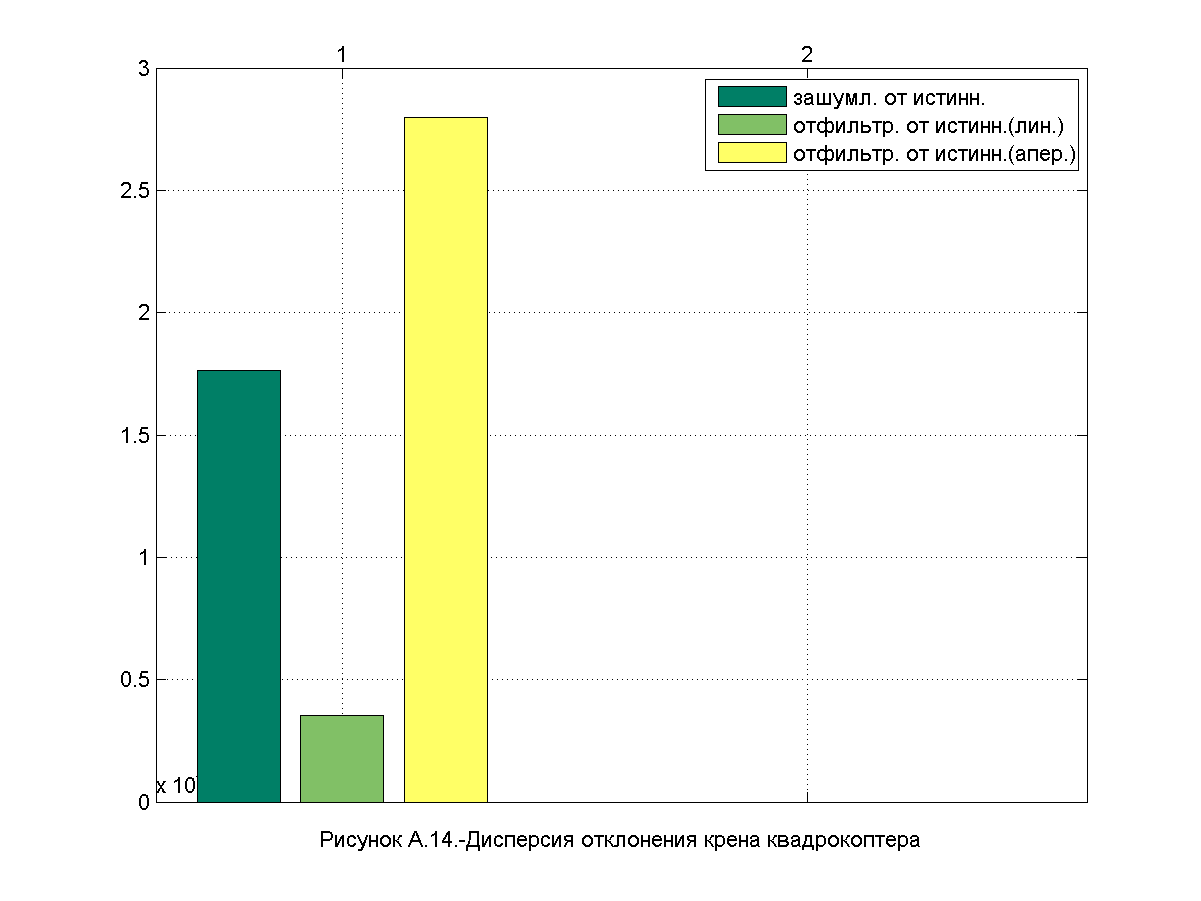 1 2
3
зашумл. от истинн.
отфильтр. от истинн.(лин.)
отфильтр. от истинн.(апер.)
2.5
2
1.5
1
0.5
x 10
0
Рисунок А.14.-Дисперсия отклонения крена квадрокоптера